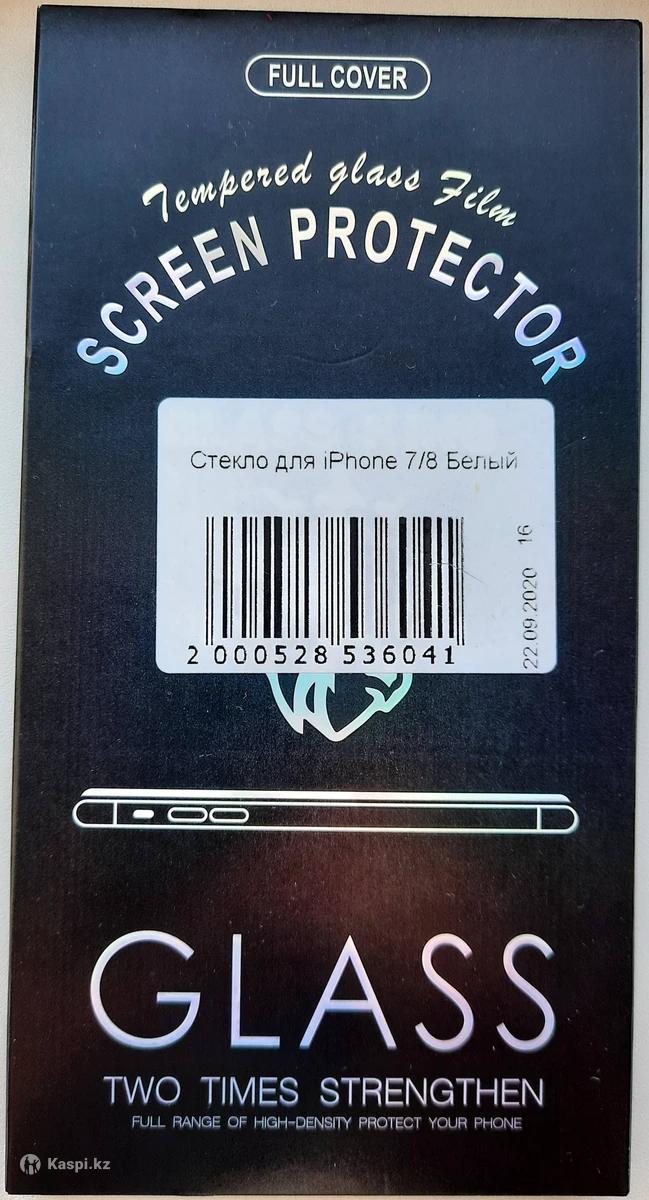 FULL COVER
Tempered glass Film
SCREEN PROTECTOR
Стекло для iPhone 7/8 Белый
2 000528 536041
22.09.2020 16
GLASS
TWO TIMES STRENGTHEN
FULL RANGE OF HIGH-DENSITY PROTECT YOUR PHONE
Kaspi.kz